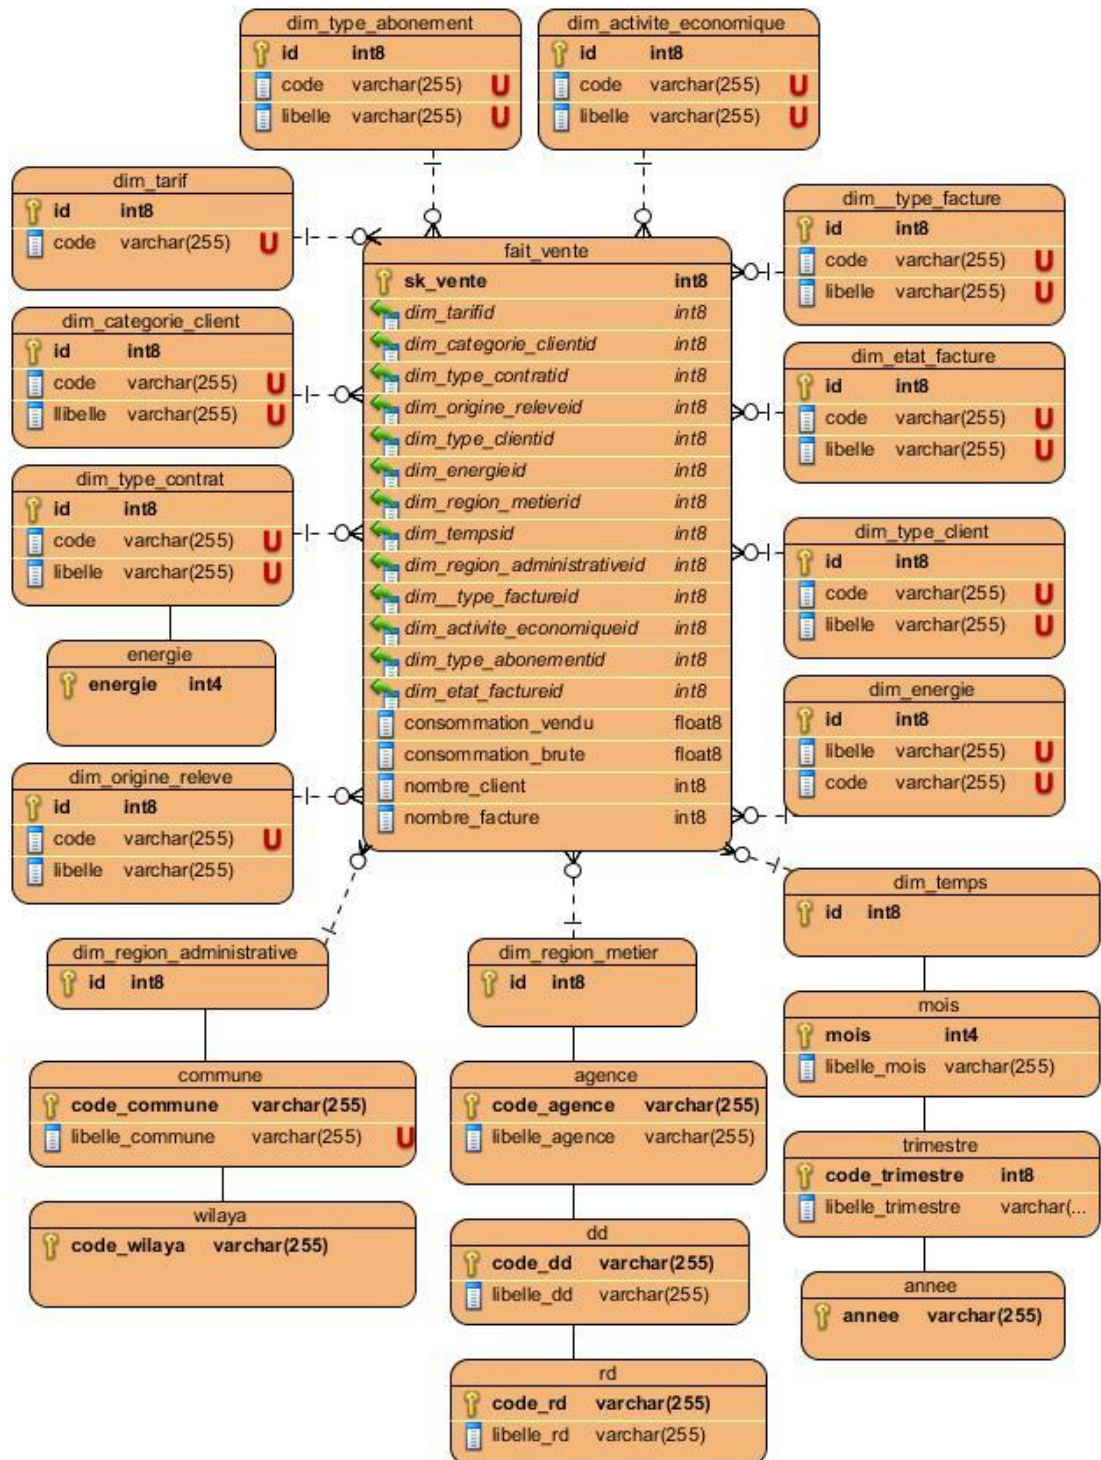 dim_type_abonement
id int8
code varchar(255) U
libelle varchar(255) U
dim_activite_economique
id int8
code varchar(255) U
libelle varchar(255) U
dim_tarif
id int8
code varchar(255) U
dim_categorie_client
id int8
code varchar(255) U
llibelle varchar(255) U
dim_type_contrat
id int8
code varchar(255) U
libelle varchar(255) U
energie
energie int4
dim_origine_releve
id int8
code varchar(255) U
libelle varchar(255)
fait_vente
sk_vente int8
dim_tarifid int8
dim_categorie_clientid int8
dim_type_contratid int8
dim_origine_releveid int8
dim_type_clientid int8
dim_energieid int8
dim_region_metierid int8
dim_tempsid int8
dim_region_administrativeid int8
dim__type_factureid int8
dim_activite_economiqueid int8
dim_type_abonementid int8
dim_etat_factureid int8
consommation_vendu float8
consommation_brute float8
nombre_client int8
nombre_facture int8
dim__type_facture
id int8
code varchar(255) U
libelle varchar(255) U
dim_etat_facture
id int8
code varchar(255) U
libelle varchar(255) U
dim_type_client
id int8
code varchar(255) U
libelle varchar(255) U
dim_energie
id int8
libelle varchar(255) U
code varchar(255) U
dim_region_administrative
id int8
commune
code_commune varchar(255)
libelle_commune varchar(255) U
wilaya
code_wilaya varchar(255)
dim_region_metier
id int8
agence
code_agence varchar(255)
libelle_agence varchar(255)
dd
code_dd varchar(255)
libelle_dd varchar(255)
rd
code_rd varchar(255)
libelle_rd varchar(255)
dim_temps
id int8
mois
mois int4
libelle_mois varchar(255)
trimestre
code_trimestre int8
libelle_trimestre varchar(...
annee
annee varchar(255)